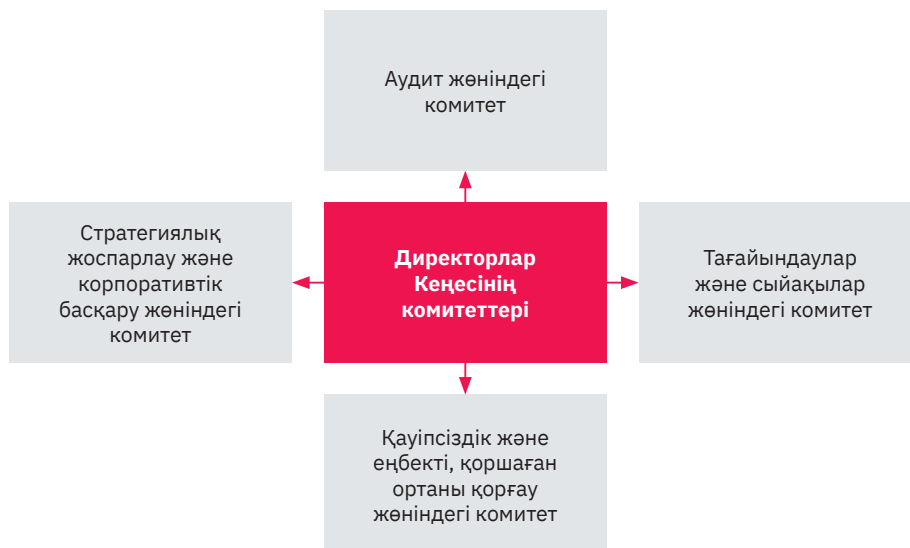 Аудит жөніндегі
комитет
Стратегиялық
жоспарлау және
корпоративтік
басқару жөніндегі
комитет
Директорлар
Кеңесінің
комитеттері
Тағайындаулар
және сыйақылар
жөніндегі комитет
Қауіпсіздік және
еңбекті, қоршаған
ортаны қорғау
жөніндегі комитет